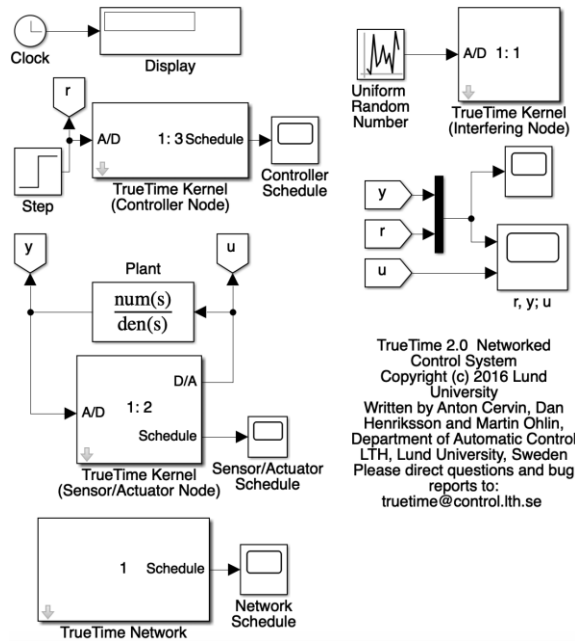 Clock
Display
r
A/D
1: 3 Schedule
Step
TrueTime Kernel
(Controller Node)
Controller
Schedule
A/D 1: 1
Uniform
Random
Number
TrueTime Kernel
(Interfering Node)
y
r
u
r, y; u
y
u
Plant
num(s)
den(s)
D/A
A/D
1: 2
Schedule
TrueTime Kernel
(Sensor/Actuator Node)
Sensor/Actuator
Schedule
TrueTime 2.0 Networked
Control System
Copyright (c) 2016 Lund
University
Written by Anton Cervin, Dan
Henriksson and Martin Ohlin,
Department of Automatic Control
LTH, Lund University, Sweden
Please direct questions and bug
reports to:
truetime@control.lth.se
1 Schedule
TrueTime Network
Network
Schedule